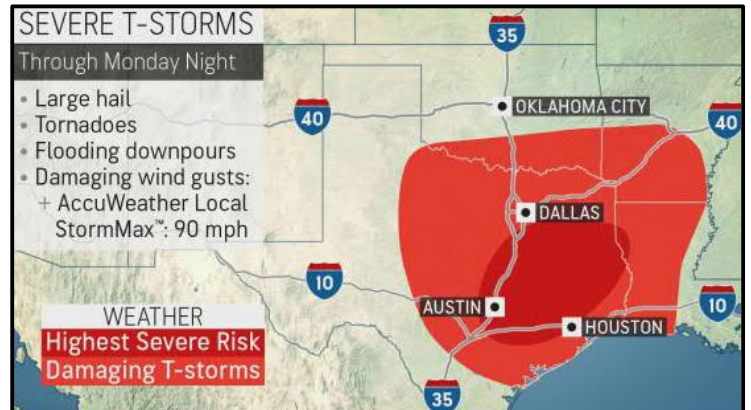 SEVERE T-STORMS
Through Monday Night
• Large hail
• Tornadoes
• Flooding downpours
• Damaging wind gusts:
+ AccuWeather Local
StormMax™: 90 mph
35
40
OKLAHOMA CITY
40
DALLAS
10
AUSTIN
10
HOUSTON
35
WEATHER
Highest Severe Risk
Damaging T-storms